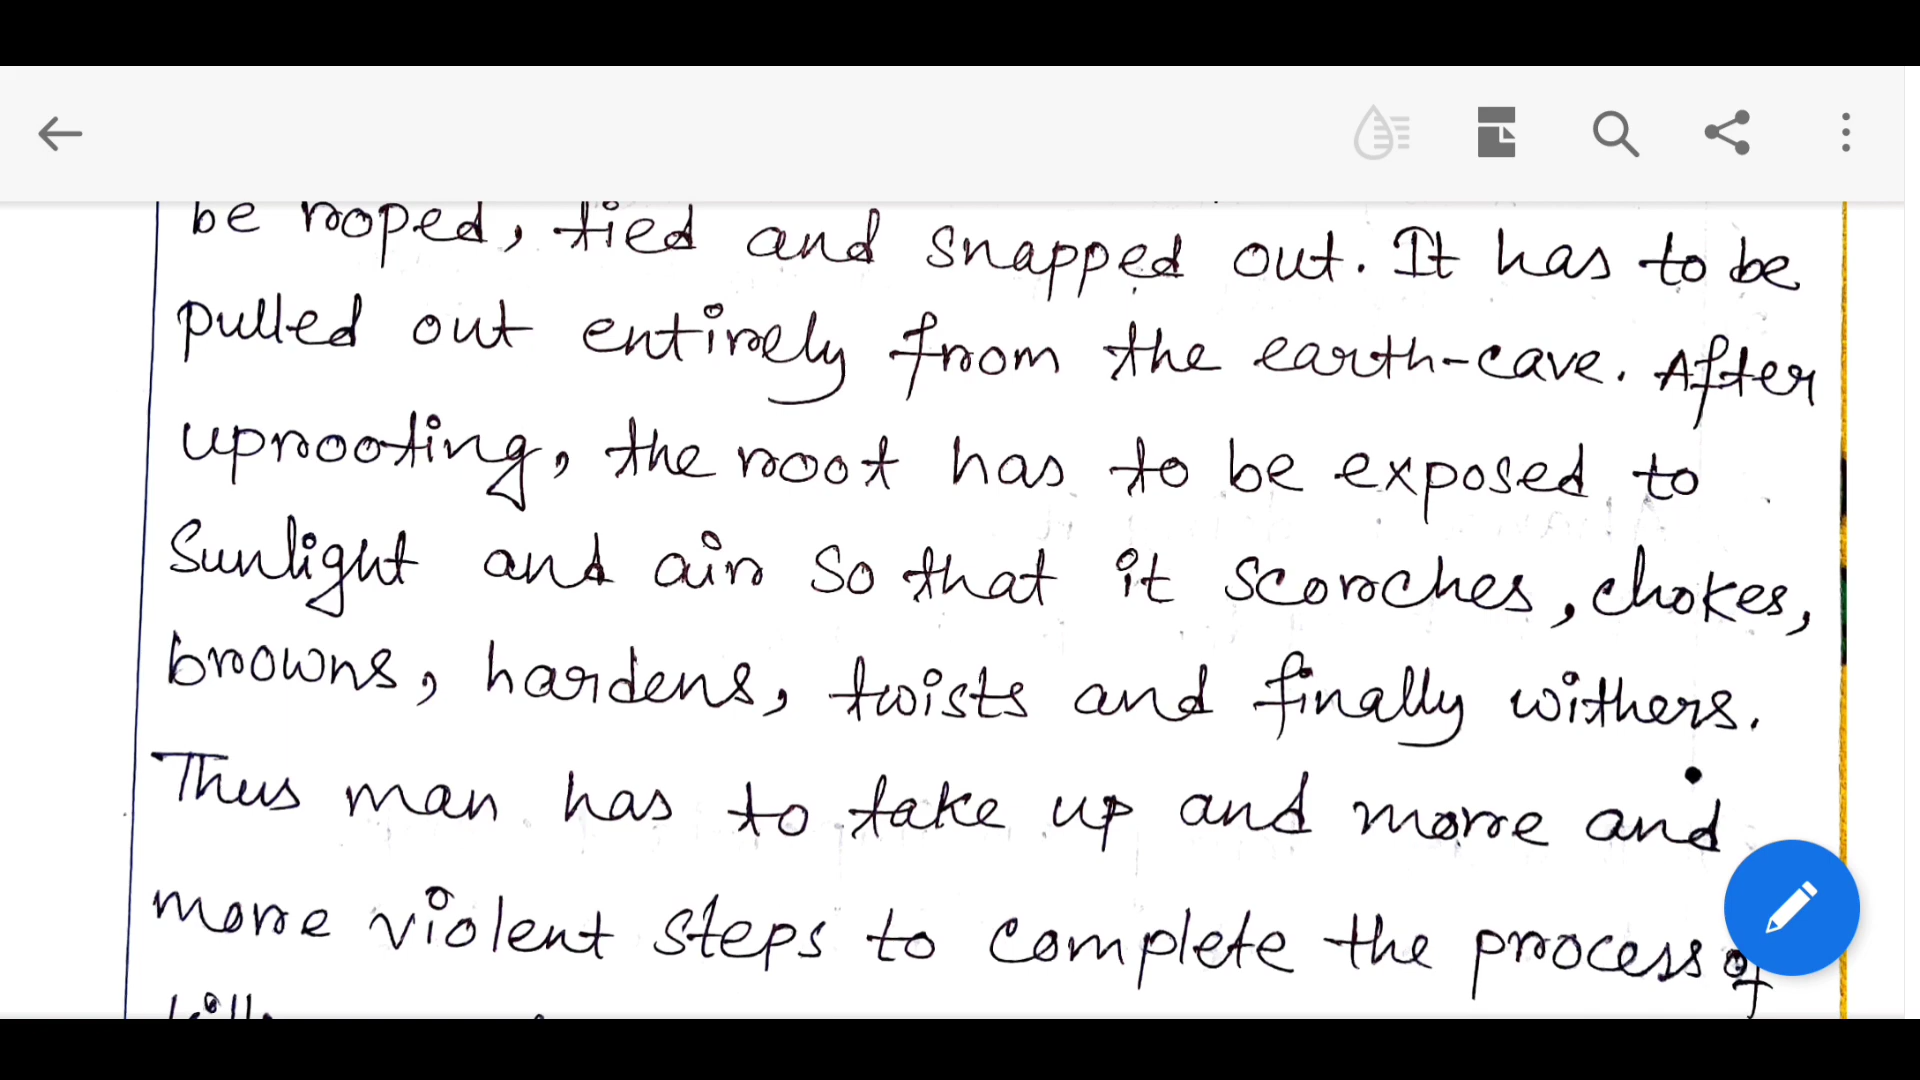 be roped, tied and snapped out. It has to be
pulled out entirely from the earth-cave. After
uprooting, the root has to be exposed to
Sunlight and air so that it scorches, chokes,
browns, hardens, twists and finally withers.
Thus man has to take up and more and
more violent steps to complete the process of